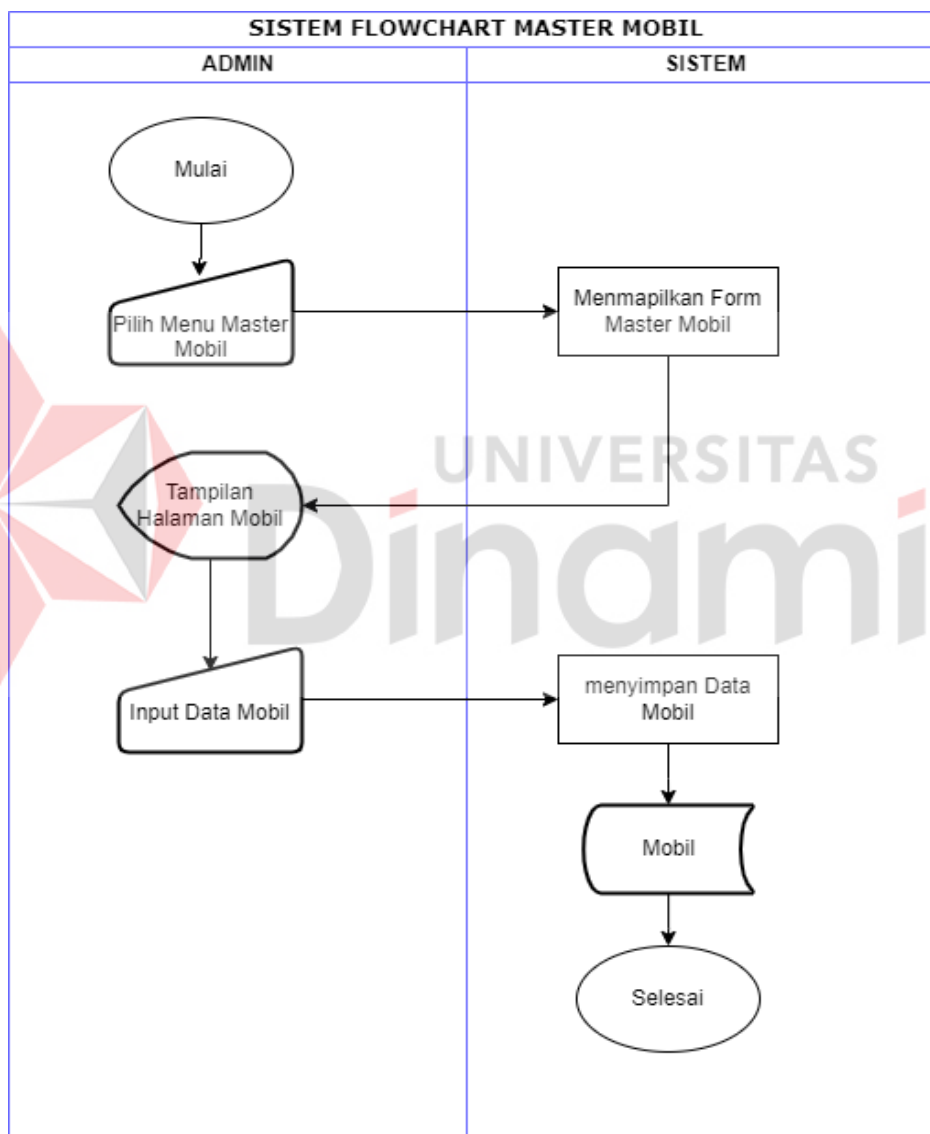 SISTEM FLOWCHART MASTER MOBIL
ADMIN
SISTEM
Mulai
Pilih Menu Master
Mobil
Menmapilkan Form
Master Mobil
UNIVERSITAS
Dinami
Tampilan
Halaman Mobil
Input Data Mobil
menyimpan Data
Mobil
Mobil
Selesai